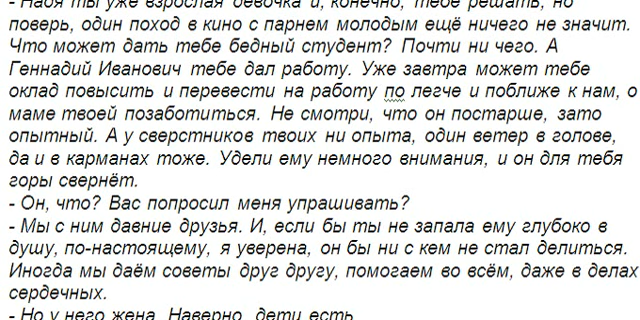 - Надя ты уже взрослая девочка и, конечно, тебе решать, но
поверь, один поход в кино с парнем молодым ещё ничего не значит.
Что может дать тебе бедный студент? Почти ни чего. А
Геннадий Иванович тебе дал работу. Уже завтра может тебе
оклад повысить и перевести на работу по легче и поближе к нам, о
маме твоей позаботиться. Не смотри, что он постарше, зато
опытный. А у сверстников твоих ни опыта, один ветер в голове,
да и в карманах тоже. Удели ему немного внимания, и он для тебя
горы свернёт.
- Он, что? Вас попросил меня упрашивать?
- Мы с ним давние друзья. И, если бы ты не запала ему глубоко в
душу, по-настоящему, я уверена, он бы ни с кем не стал делиться.
Иногда мы даём советы друг другу, помогаем во всём, даже в делах
сердечных.
- Но у него жена. Наверно, дети есть